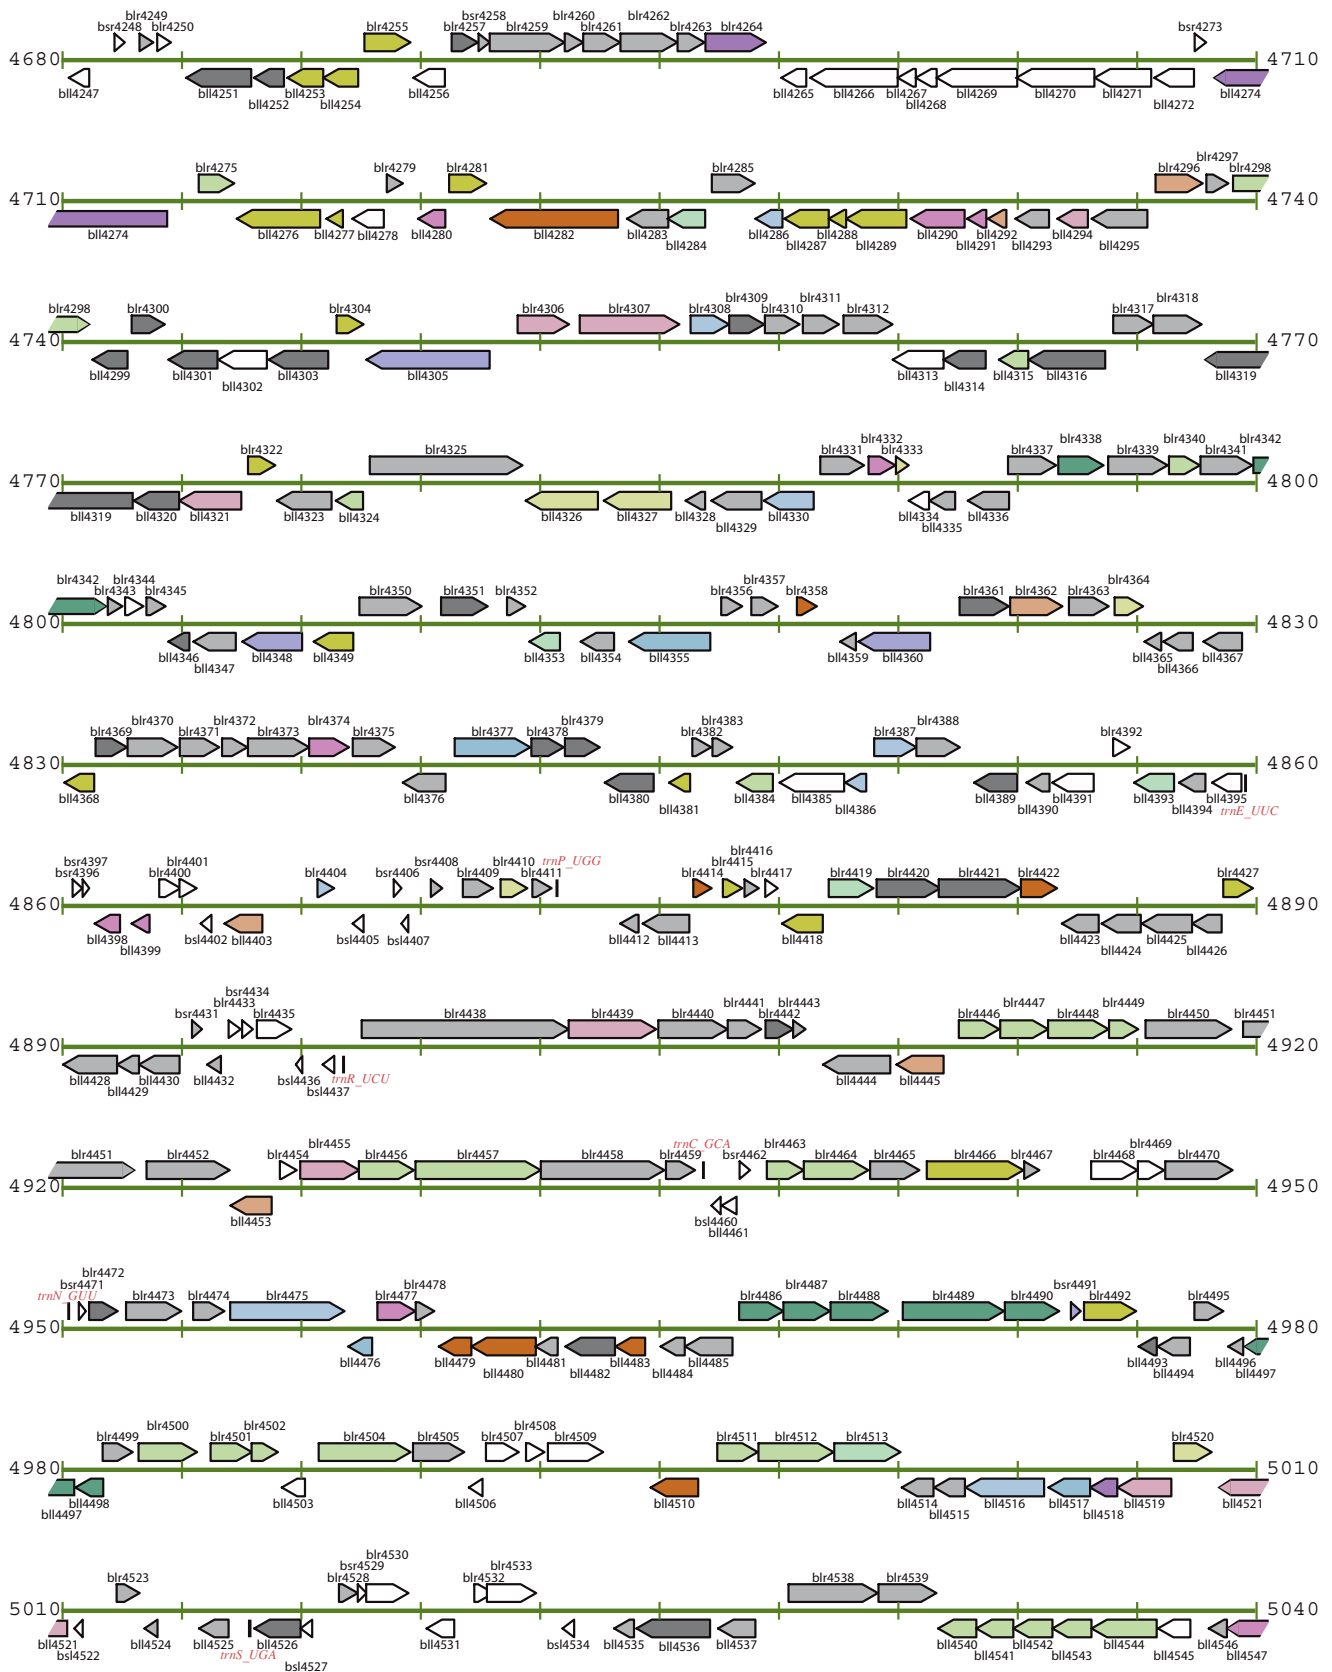 blr4249 bsr4258 blr4260 blr4262
bsr4248 blr4250 blr4255 blr4257 blr4259 blr4261 blr4263 blr4264 bsr4273
4680 4710
bll4247 bll4251 bll4253 bll4256 bll4265 bll4266 bll4267 bll4269 bll4270 bll4271 bll4274
bll4252 bll4254 bll4268 bll4272
blr4297
blr4275 blr4279 blr4281 blr4285 blr4296 blr4298
4710 4740
bll4274 bll4276 bll4277 bll4278 bll4280 bll4282 bll4283 bll4284 bll4286 bll4287 bll4288 bll4289 bll4290 bll4291 bll4292 bll4293 bll4294 bll4295
blr4309 blr4311 blr4318
blr4298 blr4300 blr4304 blr4306 blr4307 blr4308 blr4310 blr4312 blr4317
4740 4770
bll4299 bll4301 bll4302 bll4303 bll4305 bll4313 bll4314 bll4315 bll4316 bll4319
blr4332 blr4338 blr4340 blr4342
blr4322 blr4325 blr4331 blr4333 blr4337 blr4339 blr4341
4770 4800
bll4319 bll4320 bll4321 bll4323 bll4324 bll4326 bll4327 bll4328 bll4329 bll4330 bll4334 bll4335 bll4336
blr4342 blr4344 blr4357 blr4364
blr4343 blr4345 blr4350 blr4351 blr4352 blr4356 blr4358 blr4361 blr4362 blr4363
4800 4830
bll4346 bll4347 bll4348 bll4349 bll4353 bll4354 bll4355 bll4359 bll4360 bll4365 bll4366 bll4367
blr4370 blr4372 blr4374 blr4379 blr4383 blr4388
blr4369 blr4371 blr4373 blr4375 blr4377 blr4378 blr4382 blr4387 blr4392
4830 4860
bll4368 bll4376 bll4380 bll4381 bll4384 bll4385 bll4386 bll4389 bll4390 bll4391 bll4393 bll4394 bll4395
trnE_UUC
blr4416
bsr4397 blr4401 bsr4408 blr4410 trnP_UGG blr4415
bsr4396 blr4400 blr4404 bsr4406 blr4409 blr4411 blr4414 blr4417 blr4419 blr4420 blr4421 blr4422 blr4427
4860 4890
bll4398 bll4399 bsl4402 bll4403 bsl4405 bsl4407 bll4412 bll4413 bll4418 bll4423 bll4424 bll4425 bll4426
bsr4434
blr4433 blr4441 blr4443 blr4447 blr4449
bsr4431 blr4435 blr4438 blr4439 blr4440 blr4442 blr4446 blr4448 blr4450 blr4451
4890 4920
bll4428 bll4429 bll4430 bll4432 bsl4436 bsl4437 trnR_UCU bll4444 bll4445
blr4455 trnC_GCA blr4463 blr4469
blr4451 blr4452 blr4454 blr4456 blr4457 blr4458 blr4459 bsr4462 blr4464 blr4465 blr4466 blr4467 blr4468 blr4470
4920 4950
bll4453 bsl4460 bll4461
blr4472
bsr4471 blr4478 blr4487 bsr4491
trnN_GUU blr4473 blr4474 blr4475 blr4477 blr4486 blr4488 blr4489 blr4490 blr4492 blr4495
4950 4980
bll4476 bll4479 bll4480 bll4481 bll4482 bll4483 bll4484 bll4485 bll4493 bll4494 bll4496 bll4497
blr4500 blr4502 blr4508
blr4499 blr4501 blr4504 blr4505 blr4507 blr4509 blr4511 blr4512 blr4513 blr4520
4980 5010
bll4497 bll4498 bll4503 bll4506 bll4510 bll4514 bll4515 bll4516 bll4517 bll4518 bll4519 bll4521
blr4530
bsr4529 blr4533
blr4523 blr4528 blr4532 blr4538 blr4539
5010 5040
bll4521 bsl4522 bll4524 bll4525 bll4526 bsl4527 bll4531 bsl4534 bll4535 bll4536 bll4537 bll4540 bll4541 bll4542 bll4543 bll4544 bll4545 bll4546 bll4547
trnS_UGA